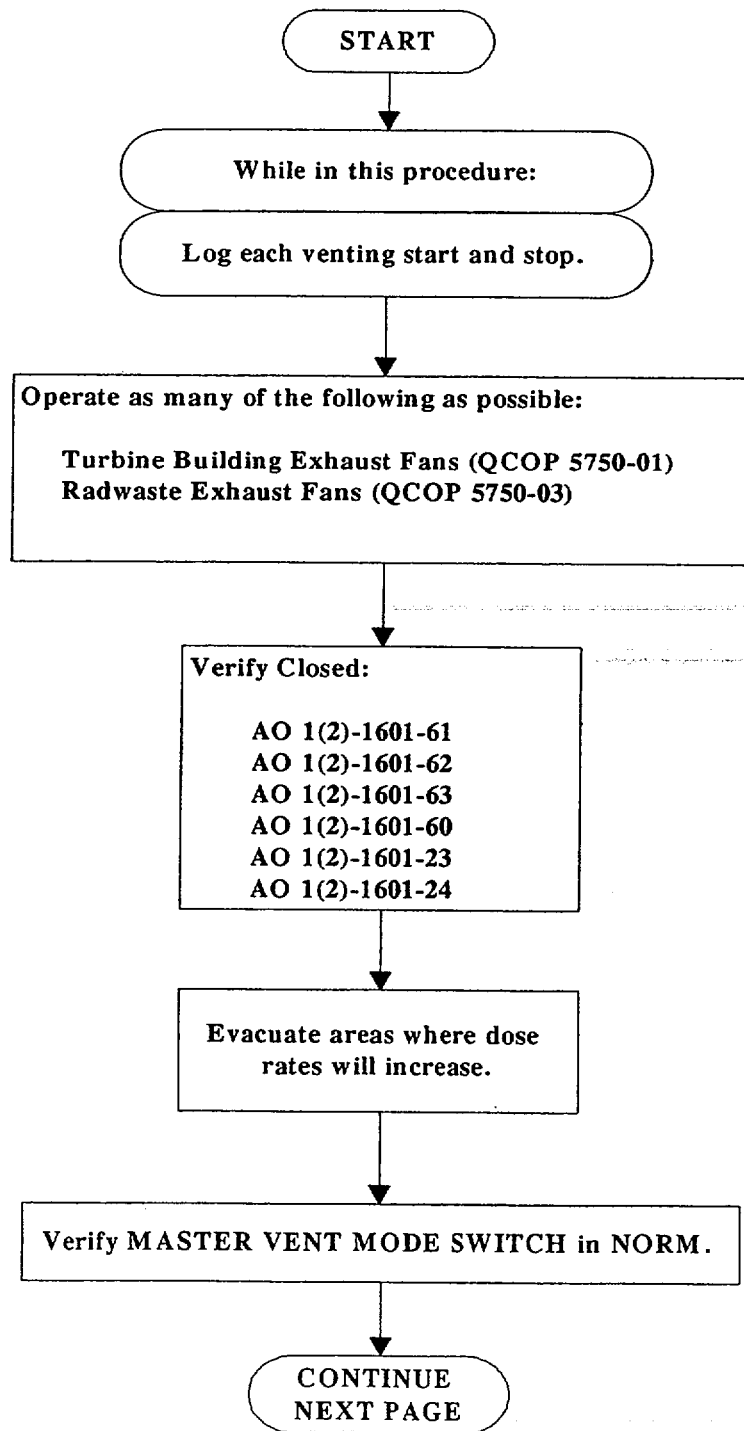 START
While in this procedure:
Log each venting start and stop.
Operate as many of the following as possible:
Turbine Building Exhaust Fans (QCOP 5750-01)
Radwaste Exhaust Fans (QCOP 5750-03)
Verify Closed:
AO 1(2)-1601-61
AO 1(2)-1601-62
AO 1(2)-1601-63
AO 1(2)-1601-60
AO 1(2)-1601-23
AO 1(2)-1601-24
Evacuate areas where dose
rates will increase.
Verify MASTER VENT MODE SWITCH in NORM.
CONTINUE
NEXT PAGE